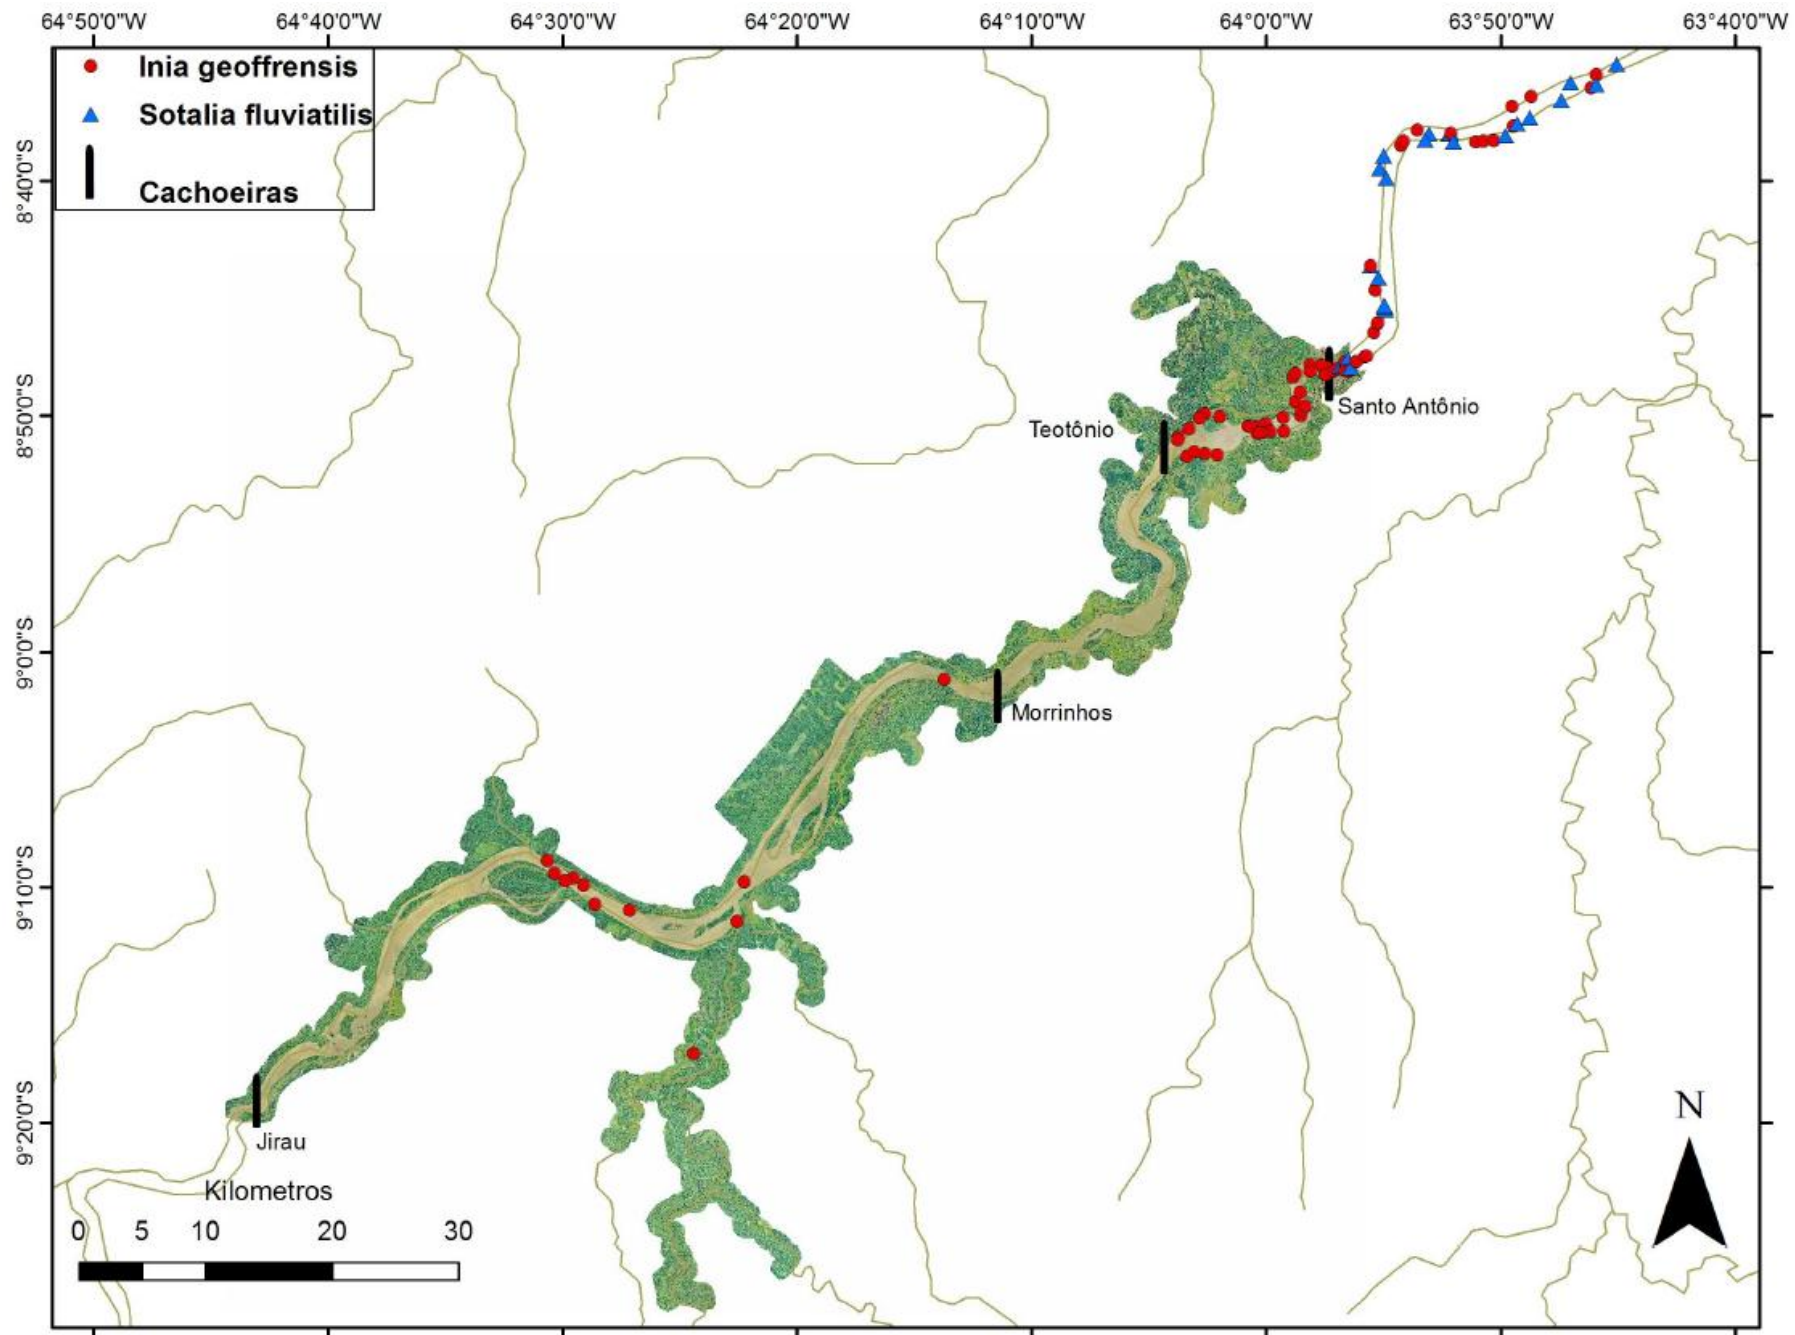 64°50'0"W 64°40'0"W 64°30'0"W 64°20'0"W 64°10'0"W 64°0'0"W 63°50'0"W 63°40'0"W
Inia geoffrensis
Sotalia fluviatilis
Cachoeiras
8°40'0"S
8°50'0"S
9°0'0"S
9°10'0"S
9°20'0"S
Santo Antônio
Teotônio
Morrinhos
Jirau
Kilometros
0 5 10 20 30
N